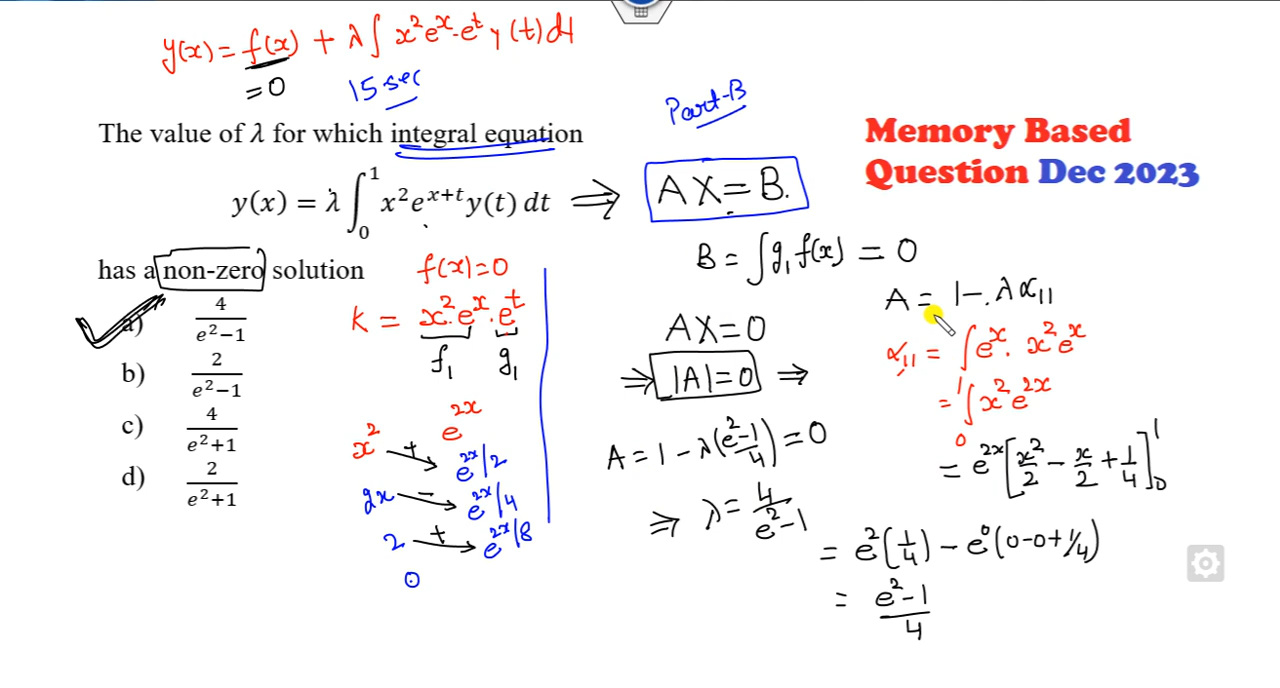 y(x) = f(x) + λ ∫ x²eˣ·eᵗ y(t) dt
= 0
15 sec
Part-B
The value of λ for which integral equation
Memory Based
Question Dec 2023
y(x) = λ ∫₀¹ x²eˣ⁺ᵗy(t) dt ⇒ AX = B.
has a non-zero solution
a) 4/(e²−1)
b) 2/(e²−1)
c) 4/(e²+1)
d) 2/(e²+1)
f(x) = 0
K = x²·eˣ·eᵗ
f₁ g₁
x² + e²ˣ
e²ˣ/2
2x − e²ˣ/4
2 + e²ˣ/8
0
B = ∫g₁ f(x) = 0
AX = 0
⇒ |A| = 0 ⇒
A = 1 − λ((e²−1)/4) = 0
⇒ λ = 4/(e²−1)
A = 1 − λα₁₁
α₁₁ = ∫eˣ· x²eˣ
= ∫₀¹ x²e²ˣ
= e²ˣ[x²/2 − x/2 + 1/4]₀¹
= e²(1/4) − e⁰(0−0+1/4)
= (e²−1)/4